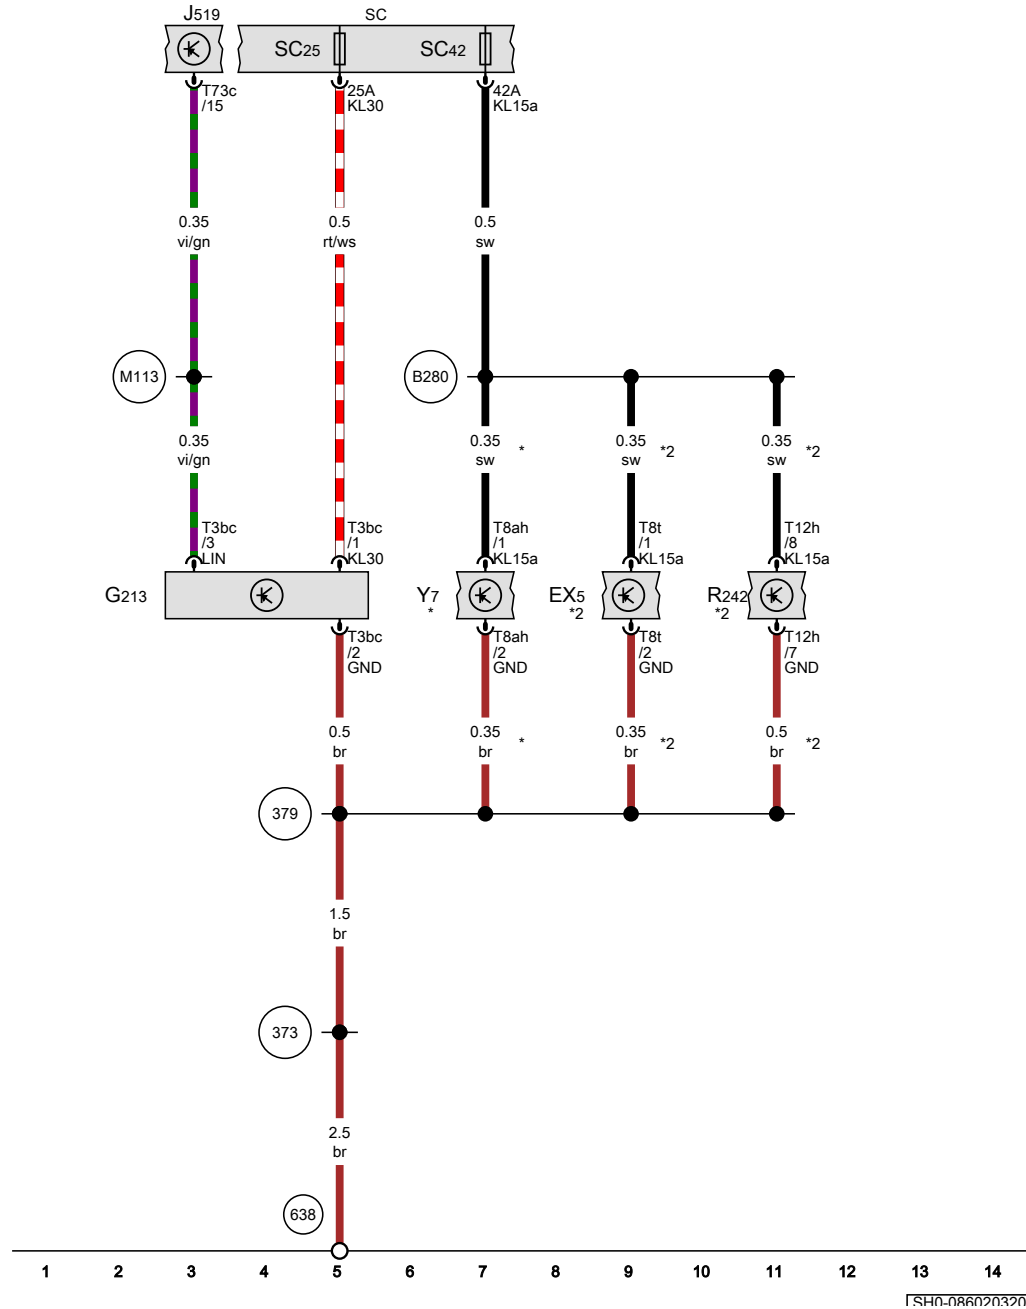 J519
SC
SC25
SC42
T73c
/15
25A
KL30
42A
KL15a
0.35
vi/gn
0.5
rt/ws
0.5
sw
M113
B280
0.35
vi/gn
0.35
sw
*
0.35
sw
*2
0.35
sw
*2
T3bc
/3
LIN
T3bc
/1
KL30
T8ah
/1
KL15a
T8t
/1
KL15a
T12h
/8
KL15a
G213
Y7
*
EX5
*2
R242
*2
T3bc
/2
GND
T8ah
/2
GND
T8t
/2
GND
T12h
/7
GND
0.5
br
0.35
br
*
0.35
br
*2
0.5
br
*2
379
1.5
br
373
2.5
br
638
1 2 3 4 5 6 7 8 9 10 11 12 13 14
SH0-086020320